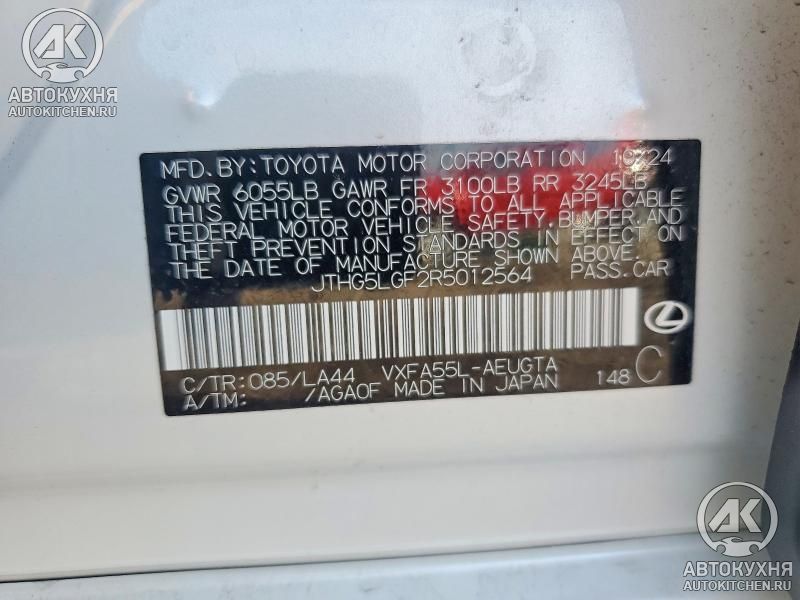 AK
АВТОКУХНЯ
AUTOKITCHEN.RU
MFD. BY: TOYOTA MOTOR CORPORATION 10/24
GVWR 6055LB GAWR FR 3100LB RR 3245LB
THIS VEHICLE CONFORMS TO ALL APPLICABLE
FEDERAL MOTOR VEHICLE SAFETY, BUMPER, AND
THEFT PREVENTION STANDARDS IN EFFECT ON
THE DATE OF MANUFACTURE SHOWN ABOVE.
JTHG5LGF2R5012564 PASS.CAR
C/TR: 085/LA44 VXFA55L-AEUGTA
A/TM: /AGAOF MADE IN JAPAN 148 C
AK
АВТОКУХНЯ
AUTOKITCHEN.RU